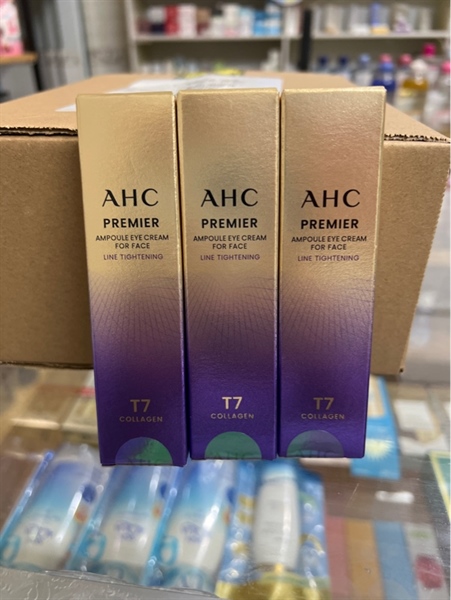 AHC
PREMIER
AMPOULE EYE CREAM
FOR FACE
LINE TIGHTENING
T7
COLLAGEN
AHC
PREMIER
AMPOULE EYE CREAM
FOR FACE
LINE TIGHTENING
T7
COLLAGEN
AHC
PREMIER
AMPOULE EYE CREAM
FOR FACE
LINE TIGHTENING
T7
COLLAGEN